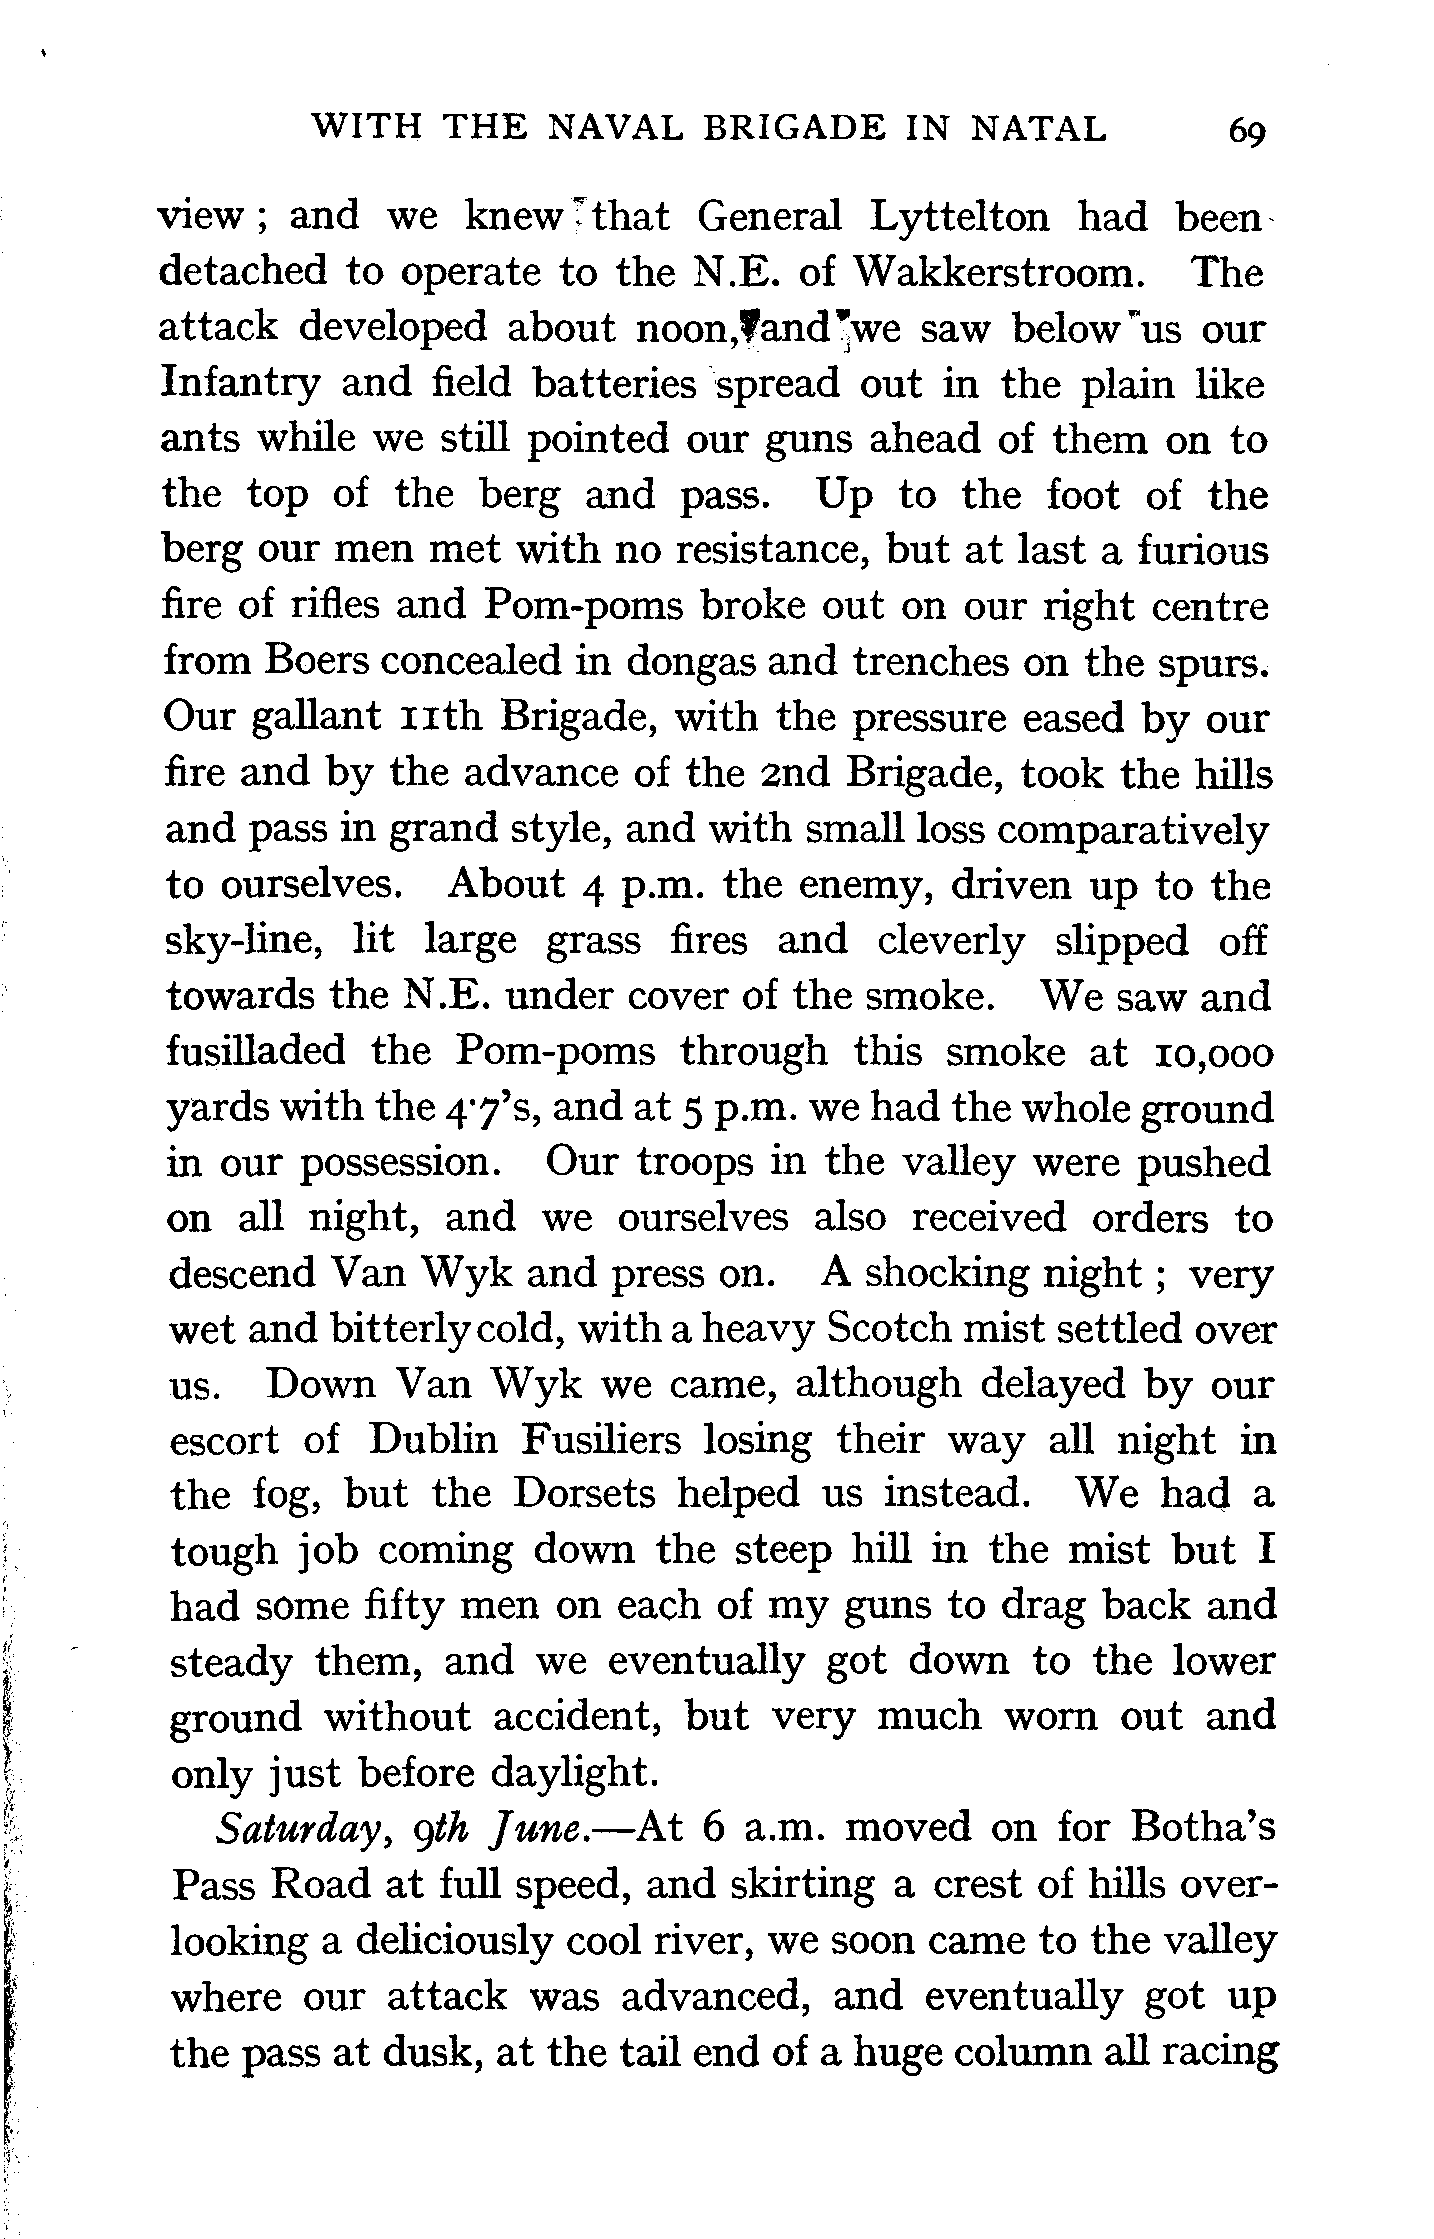 WITH THE NAVAL BRIGADE IN NATAL 69
view ; and we knew that General Lyttelton had been
detached to operate to the N.E. of Wakkerstroom. The
attack developed about noon, and we saw below us our
Infantry and field batteries spread out in the plain like
ants while we still pointed our guns ahead of them on to
the top of the berg and pass. Up to the foot of the
berg our men met with no resistance, but at last a furious
fire of rifles and Pom-poms broke out on our right centre
from Boers concealed in dongas and trenches on the spurs.
Our gallant 11th Brigade, with the pressure eased by our
fire and by the advance of the 2nd Brigade, took the hills
and pass in grand style, and with small loss comparatively
to ourselves. About 4 p.m. the enemy, driven up to the
sky-line, lit large grass fires and cleverly slipped off
towards the N.E. under cover of the smoke. We saw and
fusilladed the Pom-poms through this smoke at 10,000
yards with the 4·7's, and at 5 p.m. we had the whole ground
in our possession. Our troops in the valley were pushed
on all night, and we ourselves also received orders to
descend Van Wyk and press on. A shocking night ; very
wet and bitterly cold, with a heavy Scotch mist settled over
us. Down Van Wyk we came, although delayed by our
escort of Dublin Fusiliers losing their way all night in
the fog, but the Dorsets helped us instead. We had a
tough job coming down the steep hill in the mist but I
had some fifty men on each of my guns to drag back and
steady them, and we eventually got down to the lower
ground without accident, but very much worn out and
only just before daylight.
Saturday, 9th June.—At 6 a.m. moved on for Botha's
Pass Road at full speed, and skirting a crest of hills over-
looking a deliciously cool river, we soon came to the valley
where our attack was advanced, and eventually got up
the pass at dusk, at the tail end of a huge column all racing